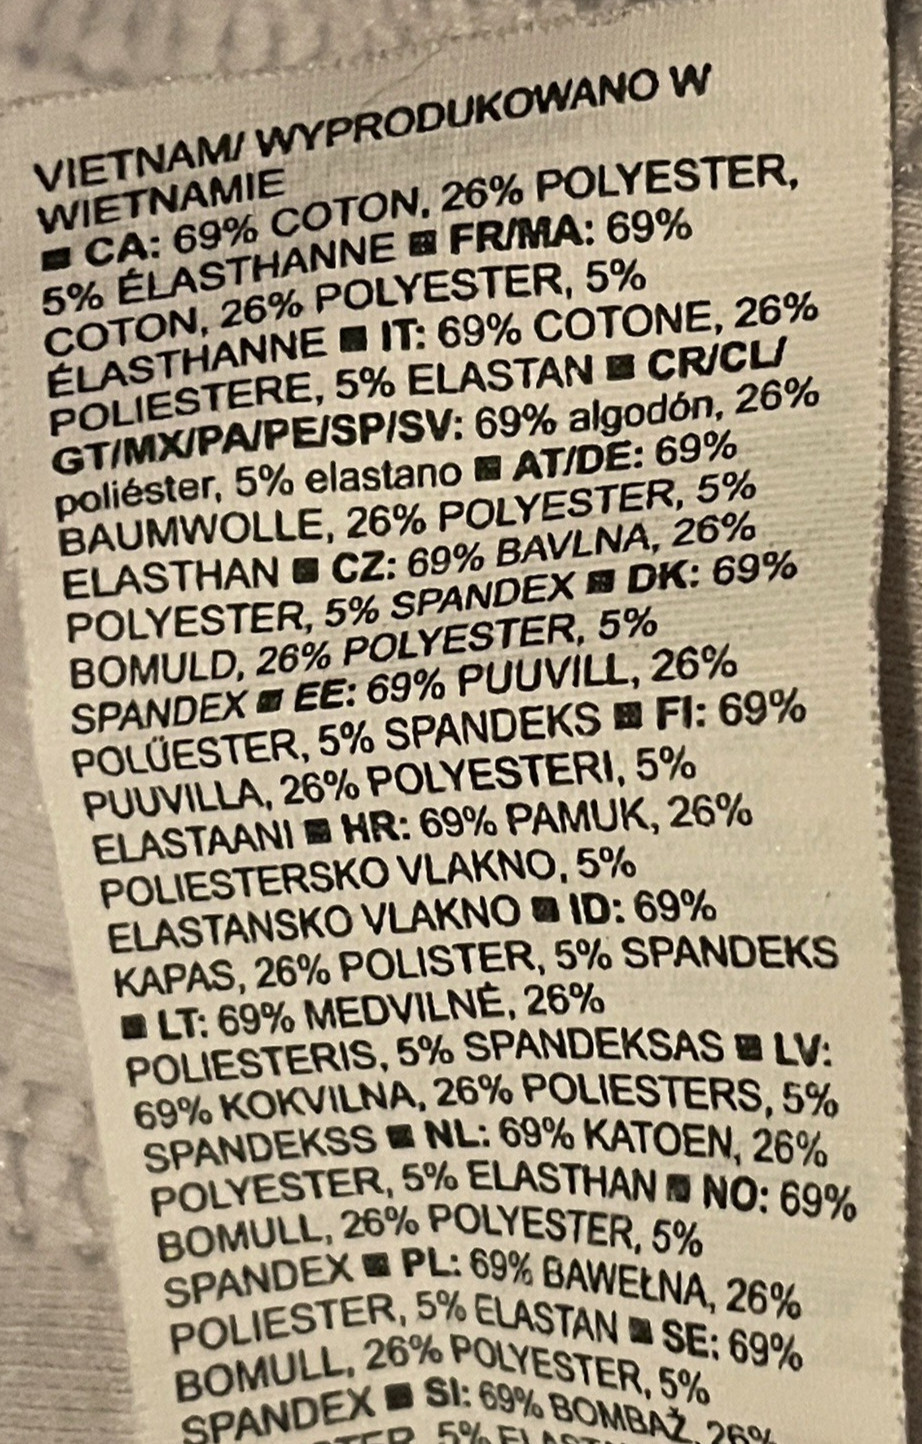 VIETNAM/ WYPRODUKOWANO W
WIETNAMIE
■ CA: 69% COTON, 26% POLYESTER,
5% ÉLASTHANNE ■ FR/MA: 69%
COTON, 26% POLYESTER, 5%
ÉLASTHANNE ■ IT: 69% COTONE, 26%
POLIESTERE, 5% ELASTAN ■ CR/CL/
GT/MX/PA/PE/SP/SV: 69% algodón, 26%
poliéster, 5% elastano ■ AT/DE: 69%
BAUMWOLLE, 26% POLYESTER, 5%
ELASTHAN ■ CZ: 69% BAVLNA, 26%
POLYESTER, 5% SPANDEX ■ DK: 69%
BOMULD, 26% POLYESTER, 5%
SPANDEX ■ EE: 69% PUUVILL, 26%
POLÜESTER, 5% SPANDEKS ■ FI: 69%
PUUVILLA, 26% POLYESTERI, 5%
ELASTAANI ■ HR: 69% PAMUK, 26%
POLIESTERSKO VLAKNO, 5%
ELASTANSKO VLAKNO ■ ID: 69%
KAPAS, 26% POLISTER, 5% SPANDEKS
■ LT: 69% MEDVILNĖ, 26%
POLIESTERIS, 5% SPANDEKSAS ■ LV:
69% KOKVILNA, 26% POLIESTERS, 5%
SPANDEKSS ■ NL: 69% KATOEN, 26%
POLYESTER, 5% ELASTHAN ■ NO: 69%
BOMULL, 26% POLYESTER, 5%
SPANDEX ■ PL: 69% BAWEŁNA, 26%
POLIESTER, 5% ELASTAN ■ SE: 69%
BOMULL, 26% POLYESTER, 5%
SPANDEX ■ SI: 69% BOMBAŽ, 26%
5%